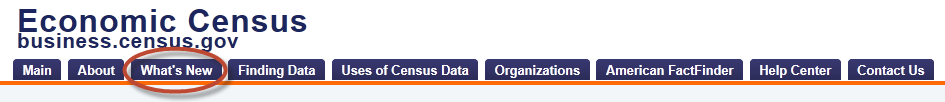 Economic Census
business.census.gov
Main About What's New Finding Data Uses of Census Data Organizations American FactFinder Help Center Contact Us